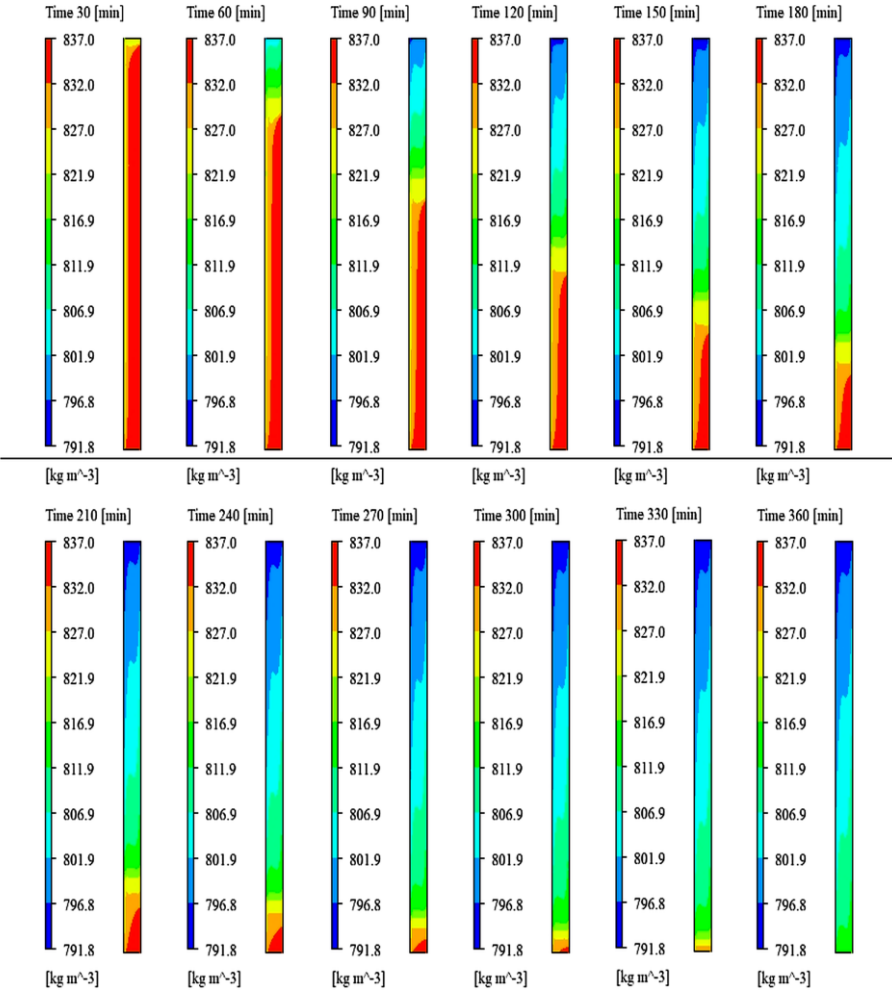 Time 30 [min] Time 60 [min] Time 90 [min] Time 120 [min] Time 150 [min] Time 180 [min]
837.0 837.0 837.0 837.0 837.0 837.0
832.0 832.0 832.0 832.0 832.0 832.0
827.0 827.0 827.0 827.0 827.0 827.0
821.9 821.9 821.9 821.9 821.9 821.9
816.9 816.9 816.9 816.9 816.9 816.9
811.9 811.9 811.9 811.9 811.9 811.9
806.9 806.9 806.9 806.9 806.9 806.9
801.9 801.9 801.9 801.9 801.9 801.9
796.8 796.8 796.8 796.8 796.8 796.8
791.8 791.8 791.8 791.8 791.8 791.8
[kg m^-3] [kg m^-3] [kg m^-3] [kg m^-3] [kg m^-3] [kg m^-3]
Time 210 [min] Time 240 [min] Time 270 [min] Time 300 [min] Time 330 [min] Time 360 [min]
837.0 837.0 837.0 837.0 837.0 837.0
832.0 832.0 832.0 832.0 832.0 832.0
827.0 827.0 827.0 827.0 827.0 827.0
821.9 821.9 821.9 821.9 821.9 821.9
816.9 816.9 816.9 816.9 816.9 816.9
811.9 811.9 811.9 811.9 811.9 811.9
806.9 806.9 806.9 806.9 806.9 806.9
801.9 801.9 801.9 801.9 801.9 801.9
796.8 796.8 796.8 796.8 796.8 796.8
791.8 791.8 791.8 791.8 791.8 791.8
[kg m^-3] [kg m^-3] [kg m^-3] [kg m^-3] [kg m^-3] [kg m^-3]